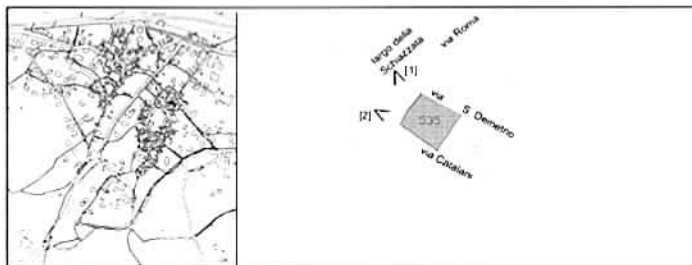 largo della
Schiazzata
via Roma
[1]
via
S. Demetrio
[2]
535
via Catalani